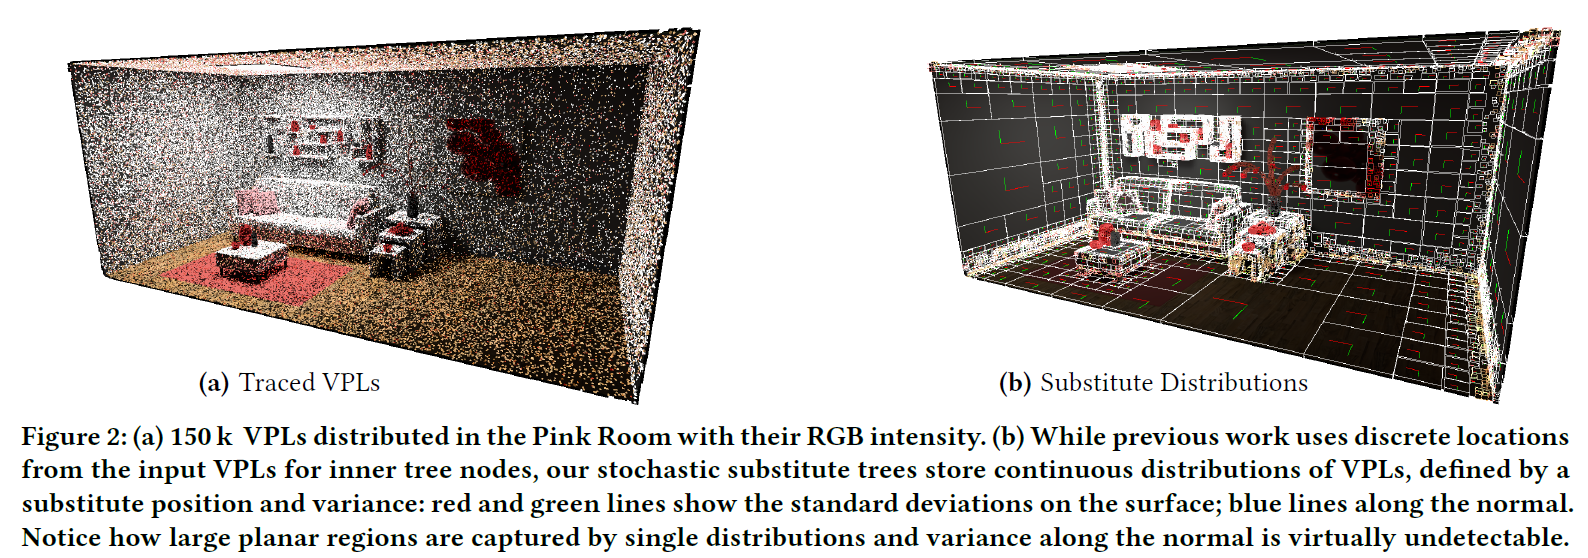 (a) Traced VPLs
(b) Substitute Distributions
Figure 2: (a) 150 k VPLs distributed in the Pink Room with their RGB intensity. (b) While previous work uses discrete locations
from the input VPLs for inner tree nodes, our stochastic substitute trees store continuous distributions of VPLs, defined by a
substitute position and variance: red and green lines show the standard deviations on the surface; blue lines along the normal.
Notice how large planar regions are captured by single distributions and variance along the normal is virtually undetectable.